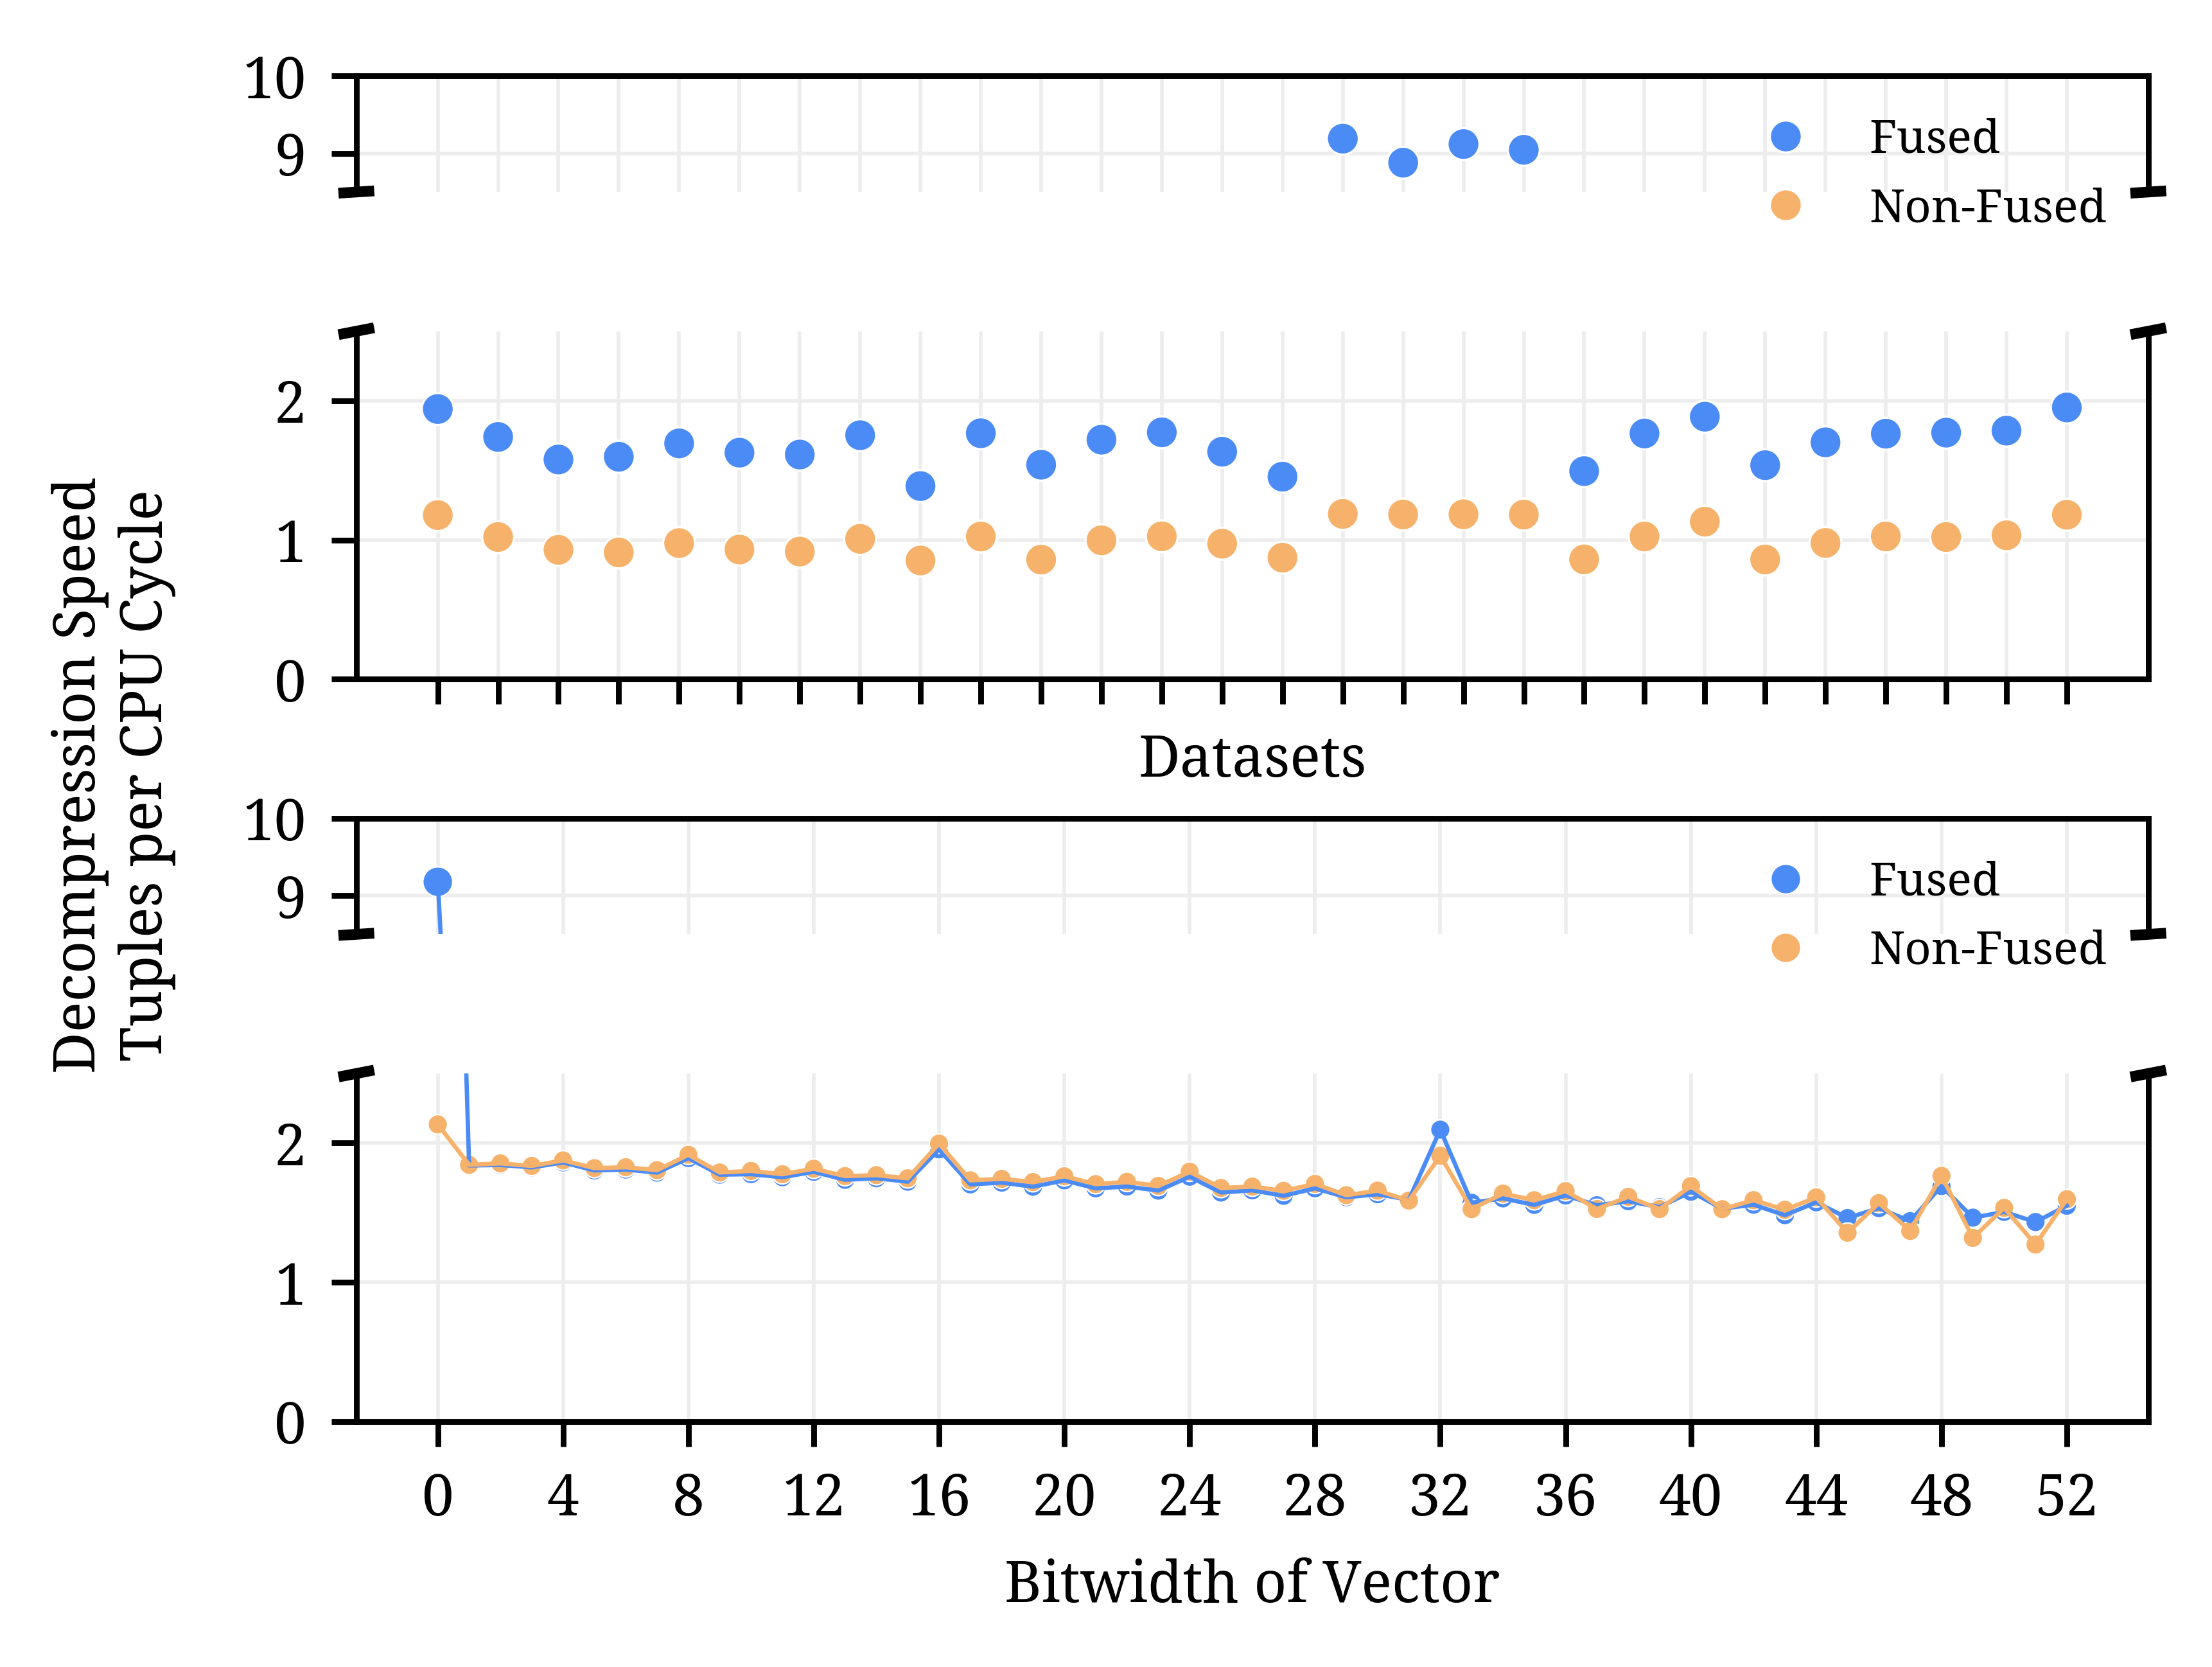 Decompression Speed
Tuples per CPU Cycle
10
9
Fused
Non-Fused
2
1
0
Datasets
10
9
Fused
Non-Fused
2
1
0
0 4 8 12 16 20 24 28 32 36 40 44 48 52
Bitwidth of Vector